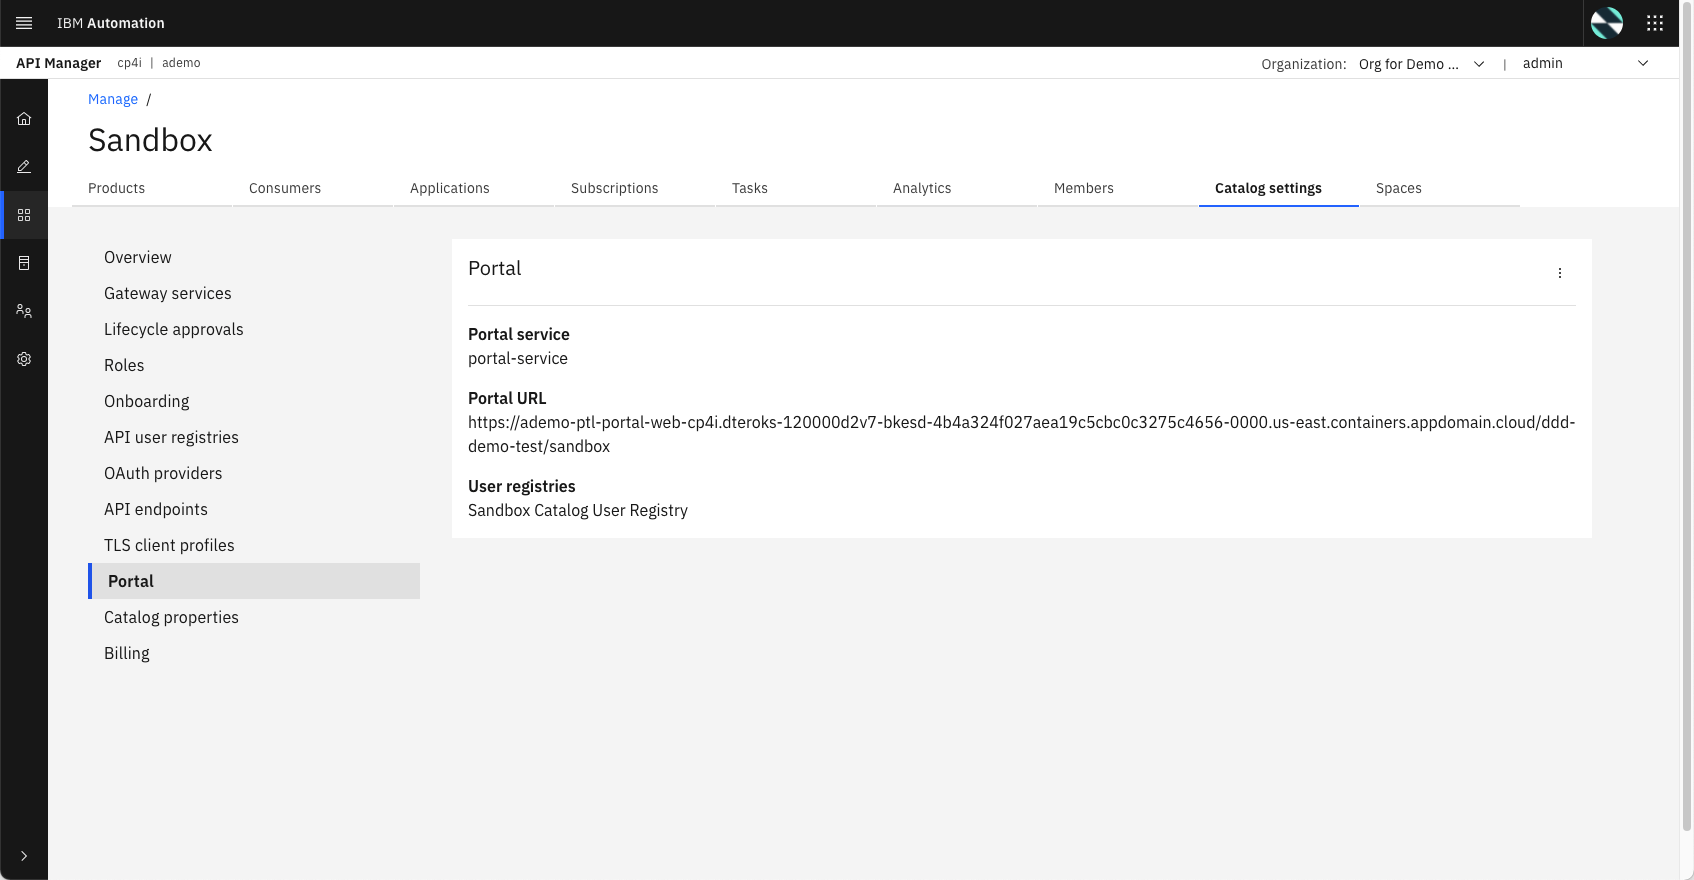 IBM Automation
API Manager cp4i | ademo Organization: Org for Demo ... | admin
Manage /
Sandbox
Products Consumers Applications Subscriptions Tasks Analytics Members Catalog settings Spaces
Overview
Gateway services
Lifecycle approvals
Roles
Onboarding
API user registries
OAuth providers
API endpoints
TLS client profiles
Portal
Catalog properties
Billing
Portal
Portal service
portal-service
Portal URL
https://ademo-ptl-portal-web-cp4i.dteroks-120000d2v7-bkesd-4b4a324f027aea19c5cbc0c3275c4656-0000.us-east.containers.appdomain.cloud/ddd-
demo-test/sandbox
User registries
Sandbox Catalog User Registry